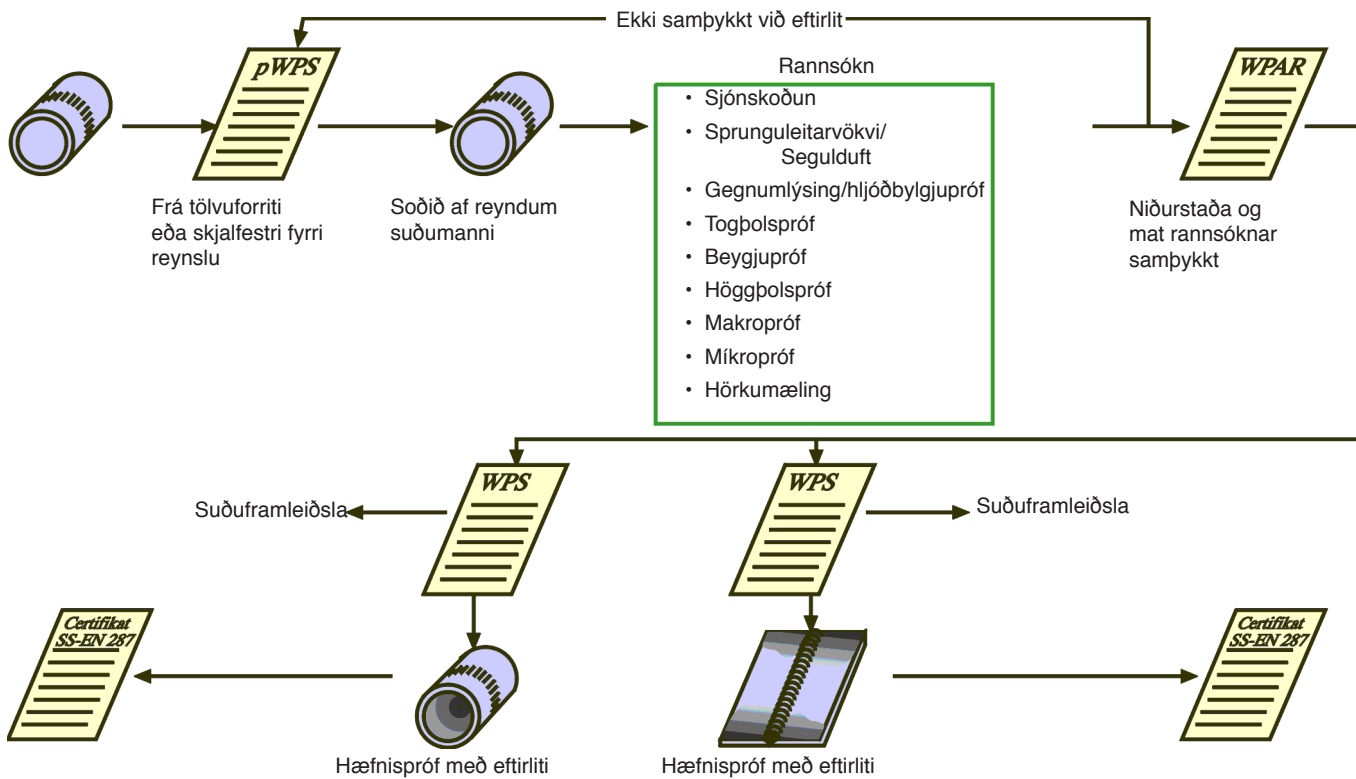 Ekki samþykkt við eftirlit
pWPS
Rannsókn
WPAR
• Sjónskoðun
• Sprunguleitarvökvi/
Segulduft
• Gegnumlýsing/hljóðbylgjupróf
• Togþolspróf
• Beygjupróf
• Höggþolspróf
• Makropróf
• Míkropróf
• Hörkumæling
Frá tölvuforriti
eða skjalfestri fyrri
reynslu
Soðið af reyndum
suðumanni
Niðurstaða og
mat rannsóknar
samþykkt
WPS
WPS
Suðuframleiðsla
Suðuframleiðsla
Certifikat
SS-EN 287
Certifikat
SS-EN 287
Hæfnispróf með eftirliti
Hæfnispróf með eftirliti